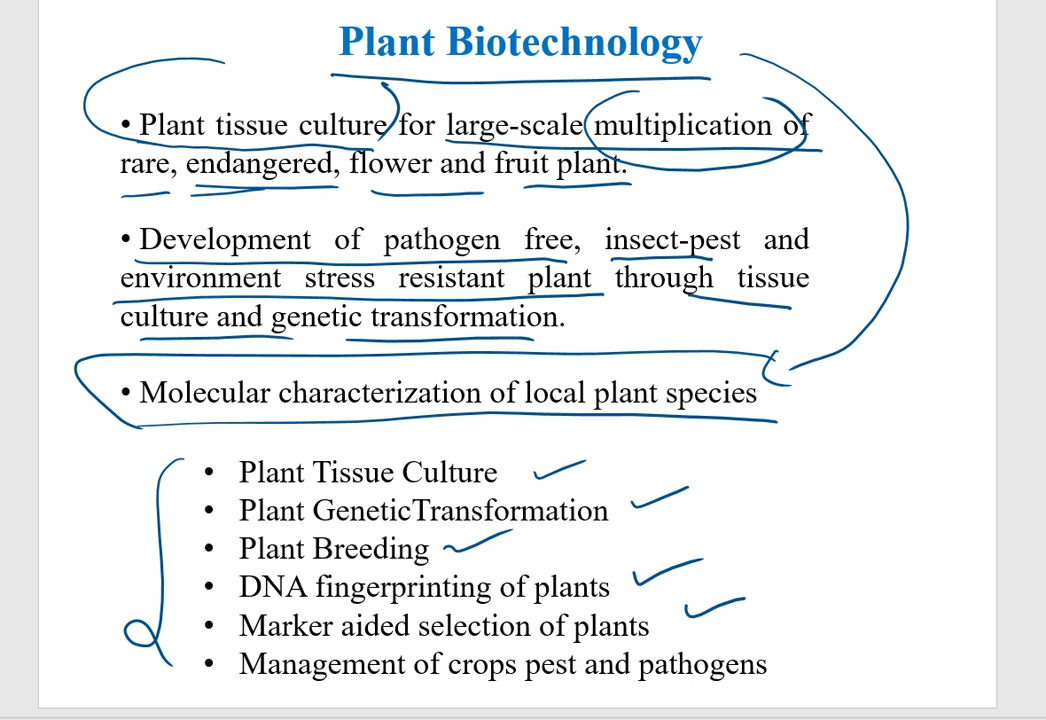 Plant Biotechnology
• Plant tissue culture for large-scale multiplication of
rare, endangered, flower and fruit plant.
• Development of pathogen free, insect-pest and
environment stress resistant plant through tissue
culture and genetic transformation.
• Molecular characterization of local plant species
• Plant Tissue Culture
• Plant GeneticTransformation
• Plant Breeding
• DNA fingerprinting of plants
• Marker aided selection of plants
• Management of crops pest and pathogens